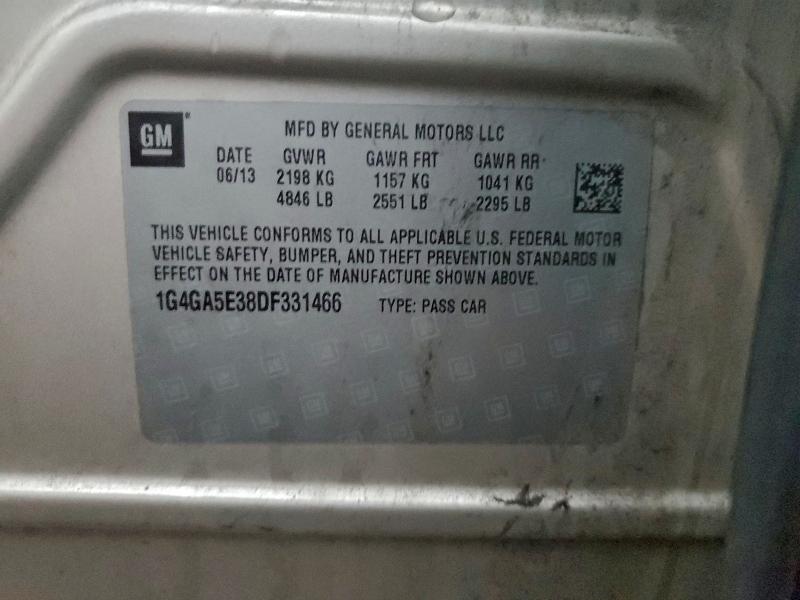 GM
MFD BY GENERAL MOTORS LLC
DATE GVWR GAWR FRT GAWR RR
06/13 2198 KG 1157 KG 1041 KG
4846 LB 2551 LB 2295 LB
THIS VEHICLE CONFORMS TO ALL APPLICABLE U.S. FEDERAL MOTOR
VEHICLE SAFETY, BUMPER, AND THEFT PREVENTION STANDARDS IN
EFFECT ON THE DATE OF MANUFACTURE SHOWN ABOVE.
1G4GA5E38DF331466 TYPE: PASS CAR